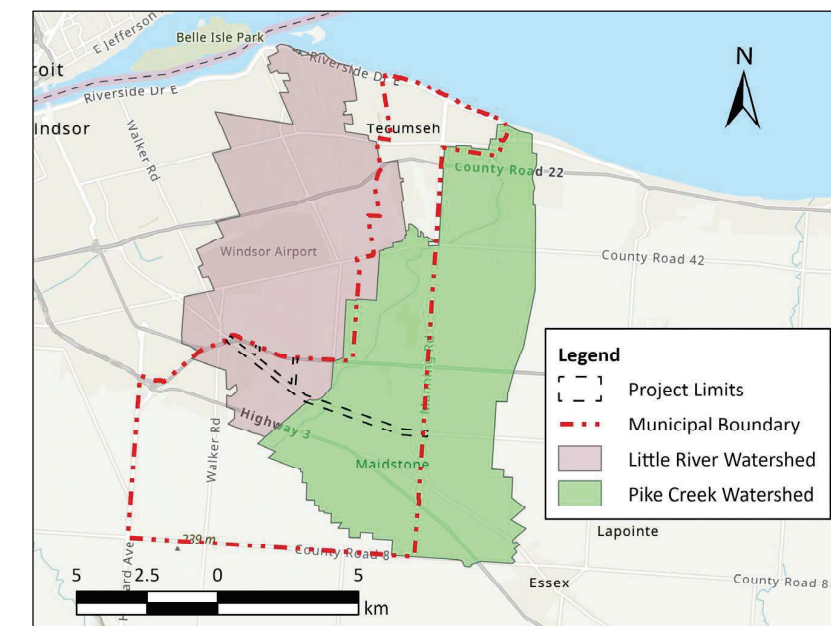 Belle Isle Park
E Jefferson
roit
Riverside Dr E
Riverside Dr E
indsor
Walker Rd
Tecumseh
N
County Road 22
Windsor Airport
County Road 42
Highway 3
Walker Rd
Maidstone
239 m
County Road 8
Lapointe
Essex
County Road 8
Legend
Project Limits
Municipal Boundary
Little River Watershed
Pike Creek Watershed
5 2.5 0 5
km